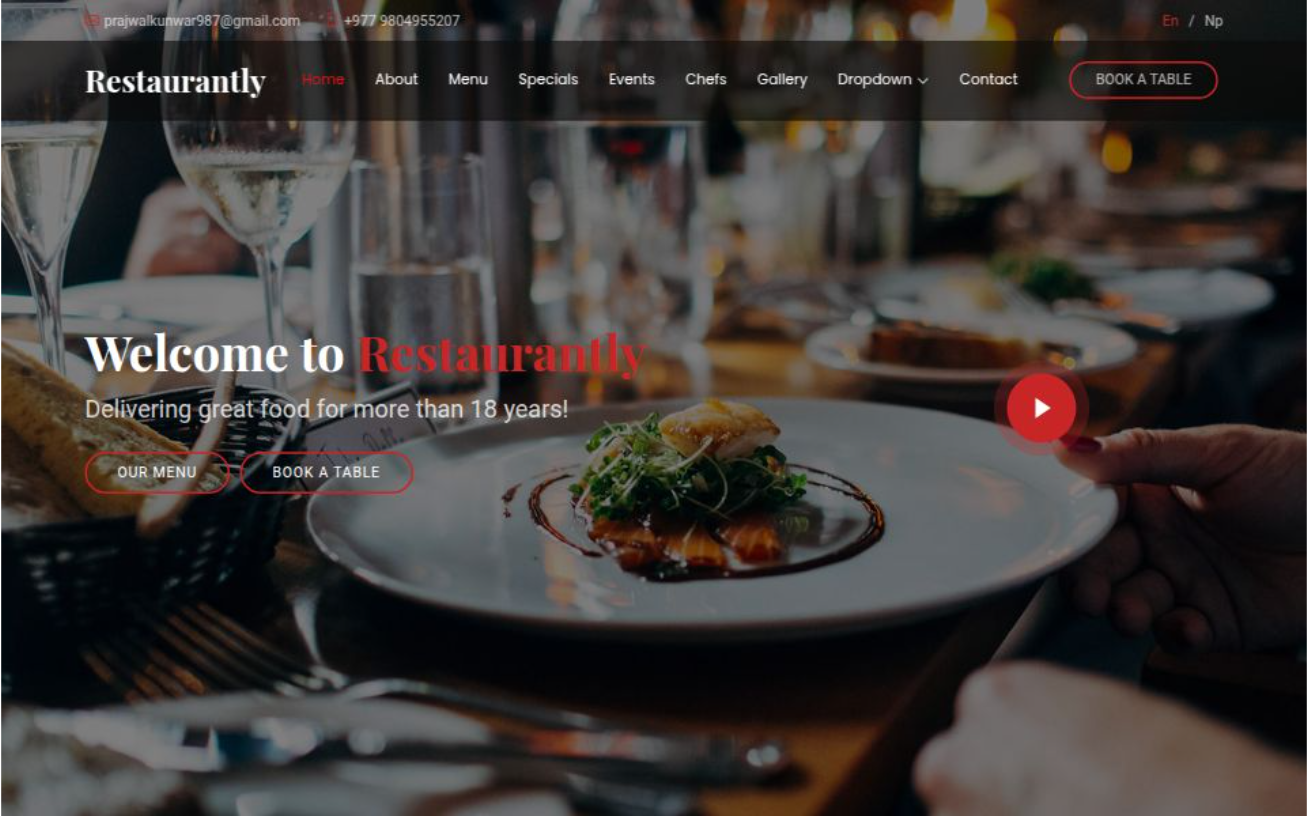 prajwalkunwar987@gmail.com +977 9804955207 En / Np
Restaurantly Home About Menu Specials Events Chefs Gallery Dropdown Contact BOOK A TABLE
Welcome to Restaurantly
Delivering great food for more than 18 years!
OUR MENU BOOK A TABLE